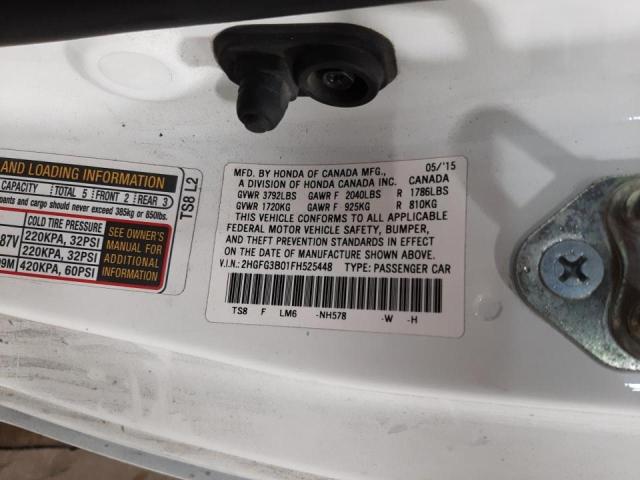 AND LOADING INFORMATION
CAPACITY TOTAL 5 FRONT 2 REAR 3
and cargo should never exceed 385kg or 850lbs.
COLD TIRE PRESSURE
87V 220KPA, 32PSI
220KPA, 32PSI
99M 420KPA, 60PSI
SEE OWNER'S
MANUAL FOR
ADDITIONAL
INFORMATION
TS8 L2
MFD. BY HONDA OF CANADA MFG., 05/'15
A DIVISION OF HONDA CANADA INC. CANADA
GVWR 3792LBS GAWR F 2040LBS R 1786LBS
GVWR 1720KG GAWR F 925KG R 810KG
THIS VEHICLE CONFORMS TO ALL APPLICABLE
FEDERAL MOTOR VEHICLE SAFETY, BUMPER,
AND THEFT PREVENTION STANDARDS IN EFFECT
ON THE DATE OF MANUFACTURE SHOWN ABOVE.
V.I.N.: 2HGFG3B01FH525448 TYPE: PASSENGER CAR
TS8 F LM6 -NH578 -W -H